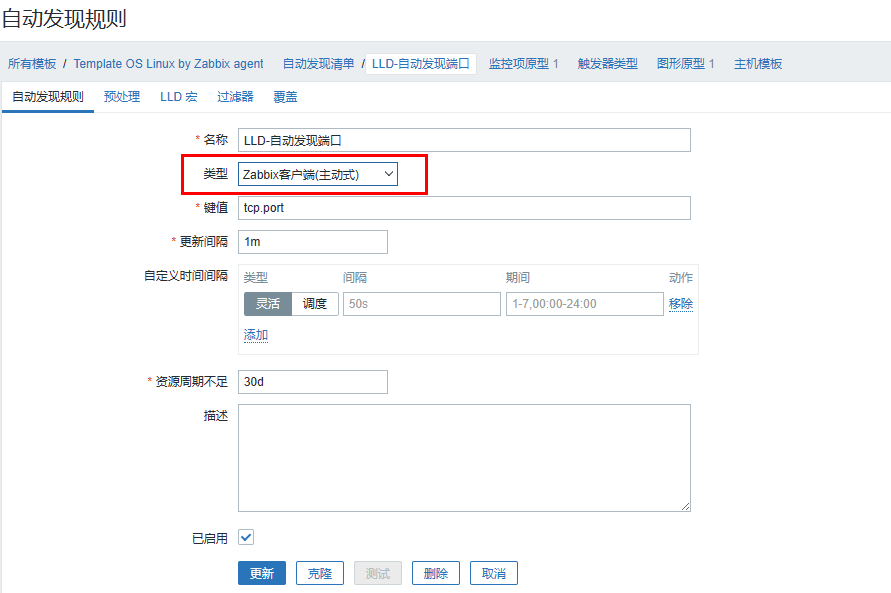 自动发现规则
所有模板 / Template OS Linux by Zabbix agent 自动发现清单 / LLD-自动发现端口 监控项原型 1 触发器类型 图形原型 1 主机模板
自动发现规则 预处理 LLD 宏 过滤器 覆盖
* 名称 LLD-自动发现端口
类型 Zabbix客户端(主动式)
* 键值 tcp.port
* 更新间隔 1m
自定义时间间隔 类型 间隔 期间 动作
灵活 调度 50s 1-7,00:00-24:00 移除
添加
* 资源周期不足 30d
描述
已启用
更新 克隆 测试 删除 取消